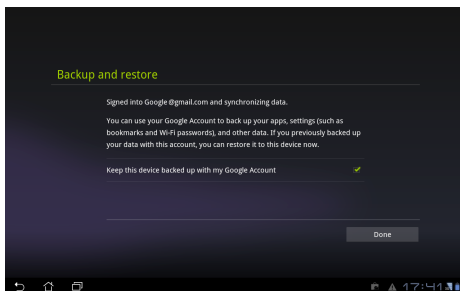 Backup and restore
Signed into Google @gmail.com and synchronizing data.
You can use your Google Account to back up your apps, settings (such as
bookmarks and Wi-Fi passwords), and other data. If you previously backed up
your data with this account, you can restore it to this device now.
Keep this device backed up with my Google Account
Done
17:41